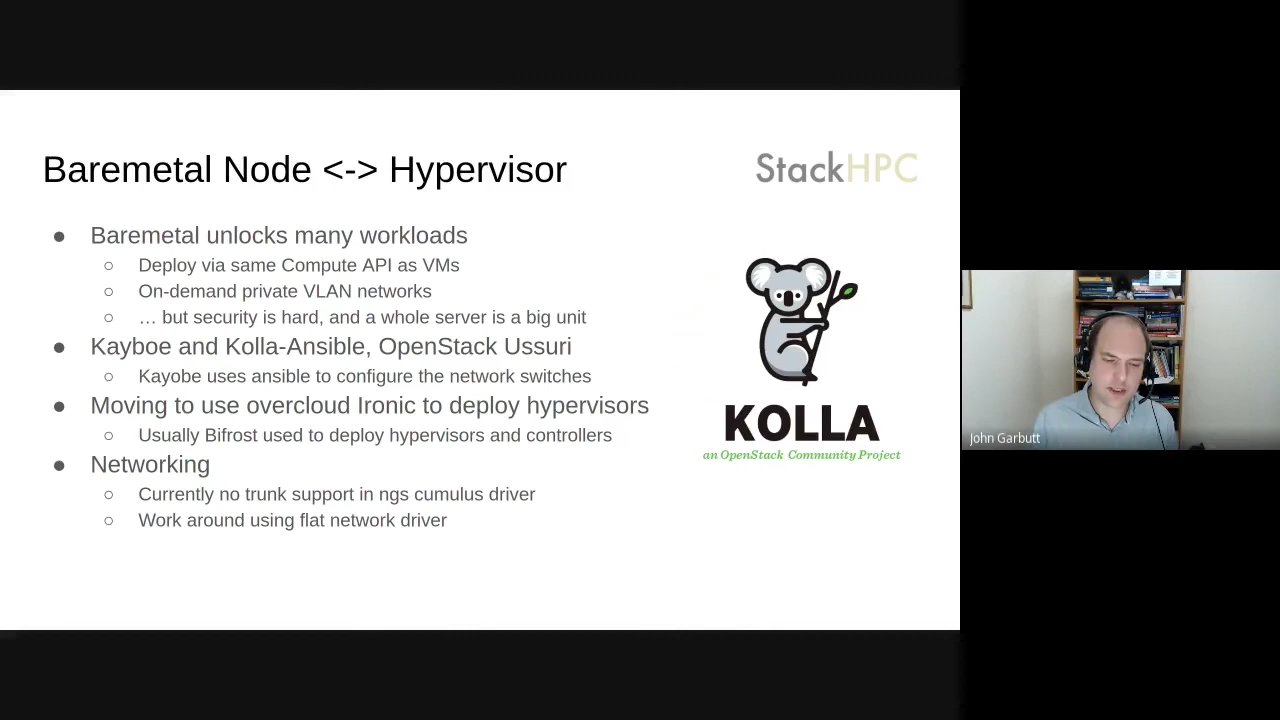 Baremetal Node <-> Hypervisor
StackHPC
● Baremetal unlocks many workloads
○ Deploy via same Compute API as VMs
○ On-demand private VLAN networks
○ … but security is hard, and a whole server is a big unit
● Kayboe and Kolla-Ansible, OpenStack Ussuri
○ Kayobe uses ansible to configure the network switches
● Moving to use overcloud Ironic to deploy hypervisors
○ Usually Bifrost used to deploy hypervisors and controllers
● Networking
○ Currently no trunk support in ngs cumulus driver
○ Work around using flat network driver
KOLLA
an OpenStack Community Project
John Garbutt